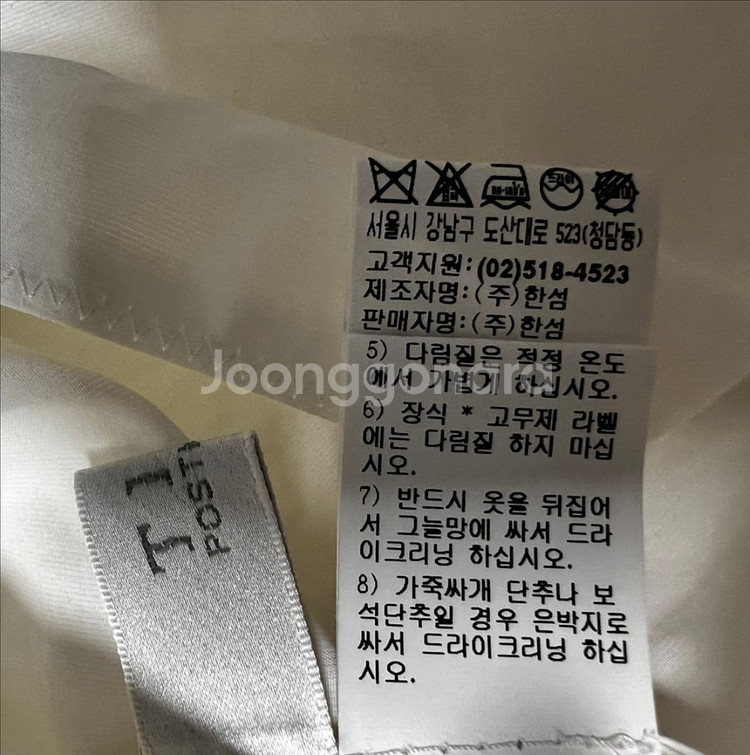 드라이
서울시 강남구 도산대로 523(청담동)
고객지원:(02)518-4523
제조자명:(주)한섬
판매자명:(주)한섬
5) 다림질은 적정 온도
에서 가볍게 하십시오.
6) 장식 * 고무제 라벨
에는 다림질 하지 마십
시오.
7) 반드시 옷을 뒤집어
서 그늘망에 싸서 드라
이크리닝 하십시오.
8) 가죽싸개 단추나 보
석단추일 경우 은박지로
싸서 드라이크리닝 하십
시오.
Joonggonara